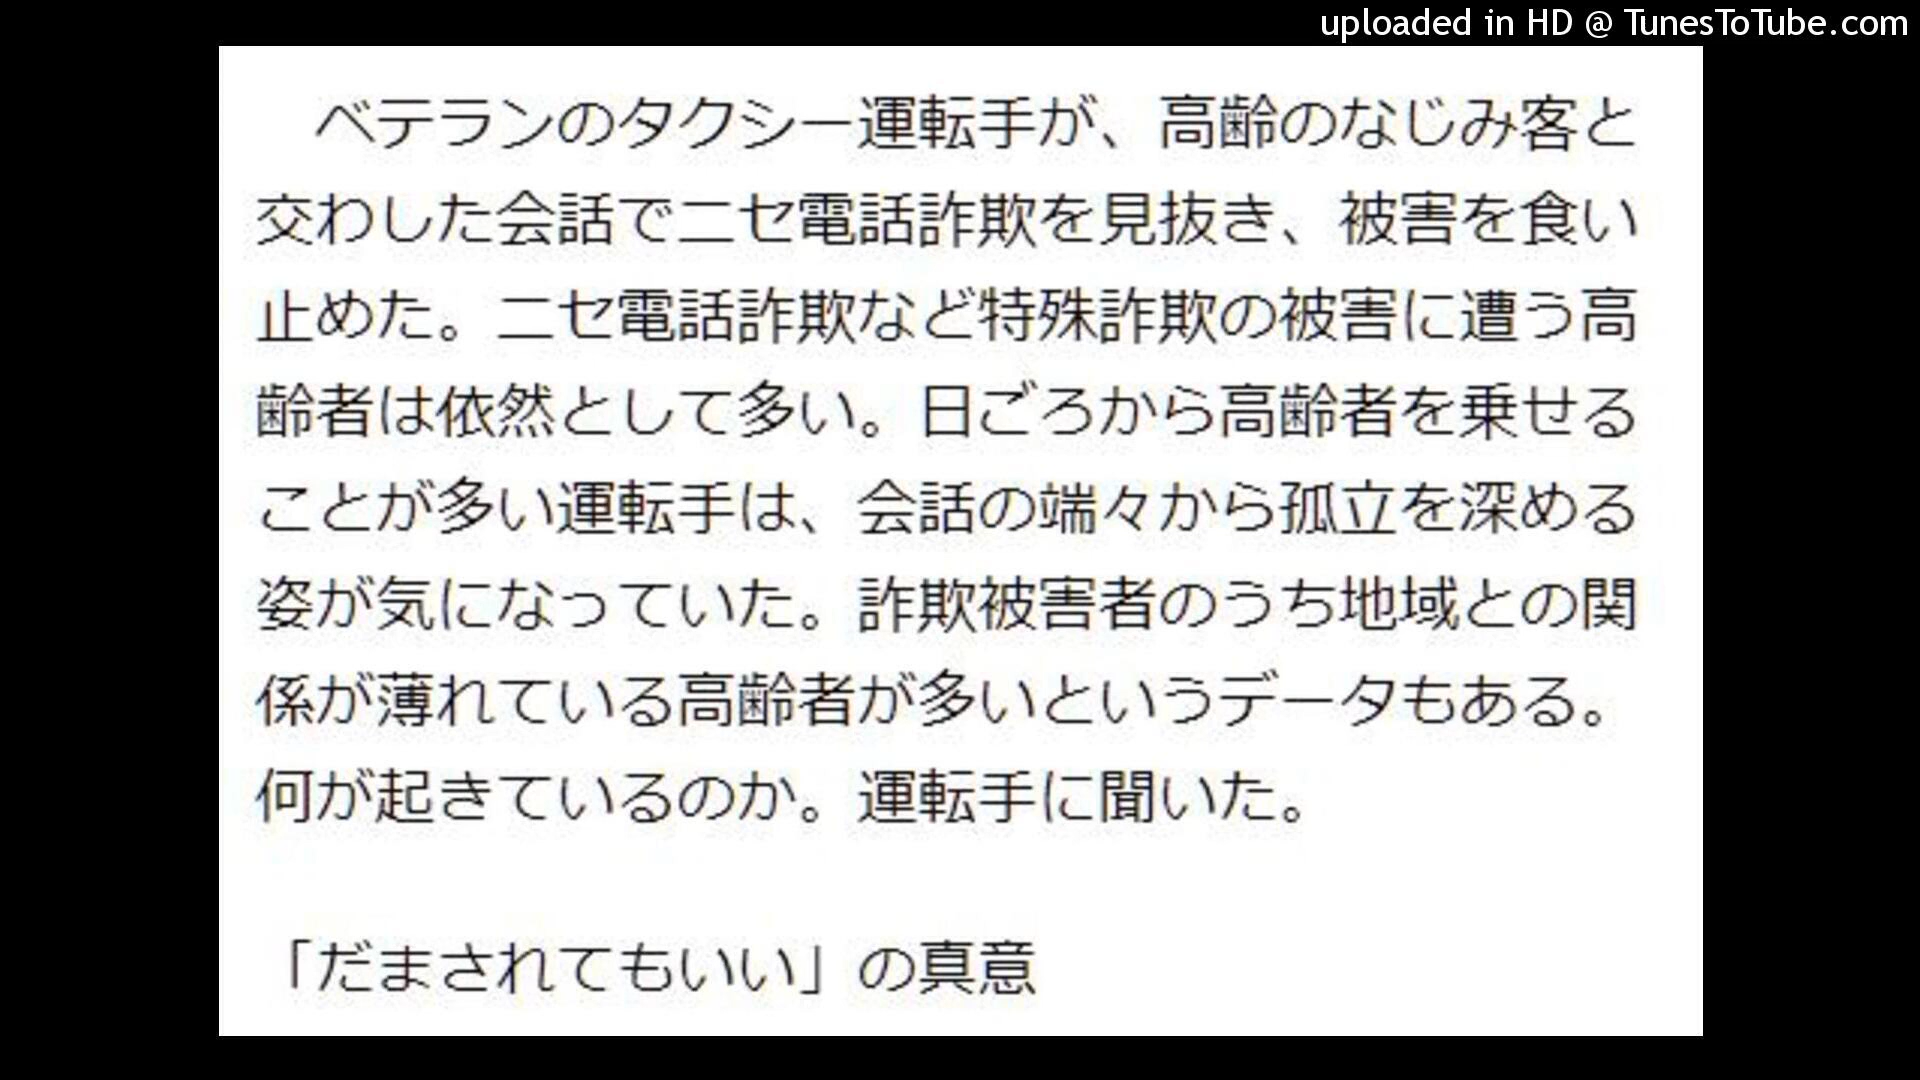 uploaded in HD @ TunesToTube.com
　ベテランのタクシー運転手が、高齢のなじみ客と
交わした会話でニセ電話詐欺を見抜き、被害を食い
止めた。ニセ電話詐欺など特殊詐欺の被害に遭う高
齢者は依然として多い。日ごろから高齢者を乗せる
ことが多い運転手は、会話の端々から孤立を深める
姿が気になっていた。詐欺被害者のうち地域との関
係が薄れている高齢者が多いというデータもある。
何が起きているのか。運転手に聞いた。
「だまされてもいい」の真意